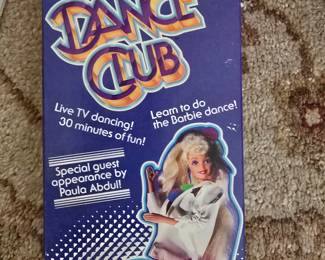 DANCE
CLUB
Live TV dancing!
30 minutes of fun!
Learn to do
the Barbie dance!
Special guest
appearance by
Paula Abdul!